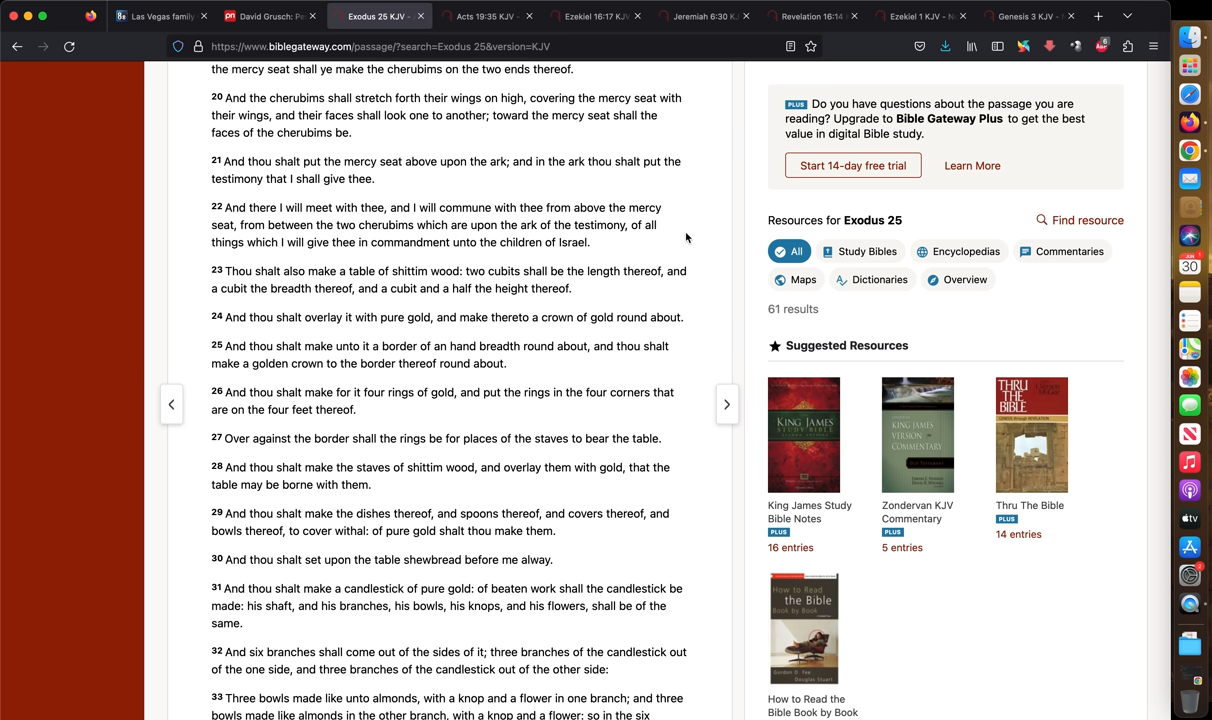 Las Vegas family
David Grusch: Pe
Exodus 25 KJV -
Acts 19:35 KJV -
Ezekiel 16:17 KJV
Jeremiah 6:30 KJ
Revelation 16:14
Ezekiel 1 KJV - N
Genesis 3 KJV -
https://www.biblegateway.com/passage/?search=Exodus 25&version=KJV
the mercy seat shall ye make the cherubims on the two ends thereof.
20 And the cherubims shall stretch forth their wings on high, covering the mercy seat with
their wings, and their faces shall look one to another; toward the mercy seat shall the
faces of the cherubims be.
21 And thou shalt put the mercy seat above upon the ark; and in the ark thou shalt put the
testimony that I shall give thee.
22 And there I will meet with thee, and I will commune with thee from above the mercy
seat, from between the two cherubims which are upon the ark of the testimony, of all
things which I will give thee in commandment unto the children of Israel.
23 Thou shalt also make a table of shittim wood: two cubits shall be the length thereof, and
a cubit the breadth thereof, and a cubit and a half the height thereof.
24 And thou shalt overlay it with pure gold, and make thereto a crown of gold round about.
25 And thou shalt make unto it a border of an hand breadth round about, and thou shalt
make a golden crown to the border thereof round about.
26 And thou shalt make for it four rings of gold, and put the rings in the four corners that
are on the four feet thereof.
27 Over against the border shall the rings be for places of the staves to bear the table.
28 And thou shalt make the staves of shittim wood, and overlay them with gold, that the
table may be borne with them.
29 And thou shalt make the dishes thereof, and spoons thereof, and covers thereof, and
bowls thereof, to cover withal: of pure gold shalt thou make them.
30 And thou shalt set upon the table shewbread before me alway.
31 And thou shalt make a candlestick of pure gold: of beaten work shall the candlestick be
made: his shaft, and his branches, his bowls, his knops, and his flowers, shall be of the
same.
32 And six branches shall come out of the sides of it; three branches of the candlestick out
of the one side, and three branches of the candlestick out of the other side:
33 Three bowls made like unto almonds, with a knop and a flower in one branch; and three
bowls made like almonds in the other branch, with a knop and a flower: so in the six
PLUS Do you have questions about the passage you are
reading? Upgrade to Bible Gateway Plus to get the best
value in digital Bible study.
Start 14-day free trial
Learn More
Resources for Exodus 25
Find resource
All
Study Bibles
Encyclopedias
Commentaries
Maps
Dictionaries
Overview
61 results
Suggested Resources
KING JAMES
STUDY BIBLE
KING JAMES
VERSION
COMMENTARY
THRU
THE
BIBLE
King James Study
Bible Notes
PLUS
16 entries
Zondervan KJV
Commentary
PLUS
5 entries
Thru The Bible
PLUS
14 entries
How to Read
the Bible
Book by Book
Gordon D. Fee
Douglas Stuart
How to Read the
Bible Book by Book
JUN
30
tv
2